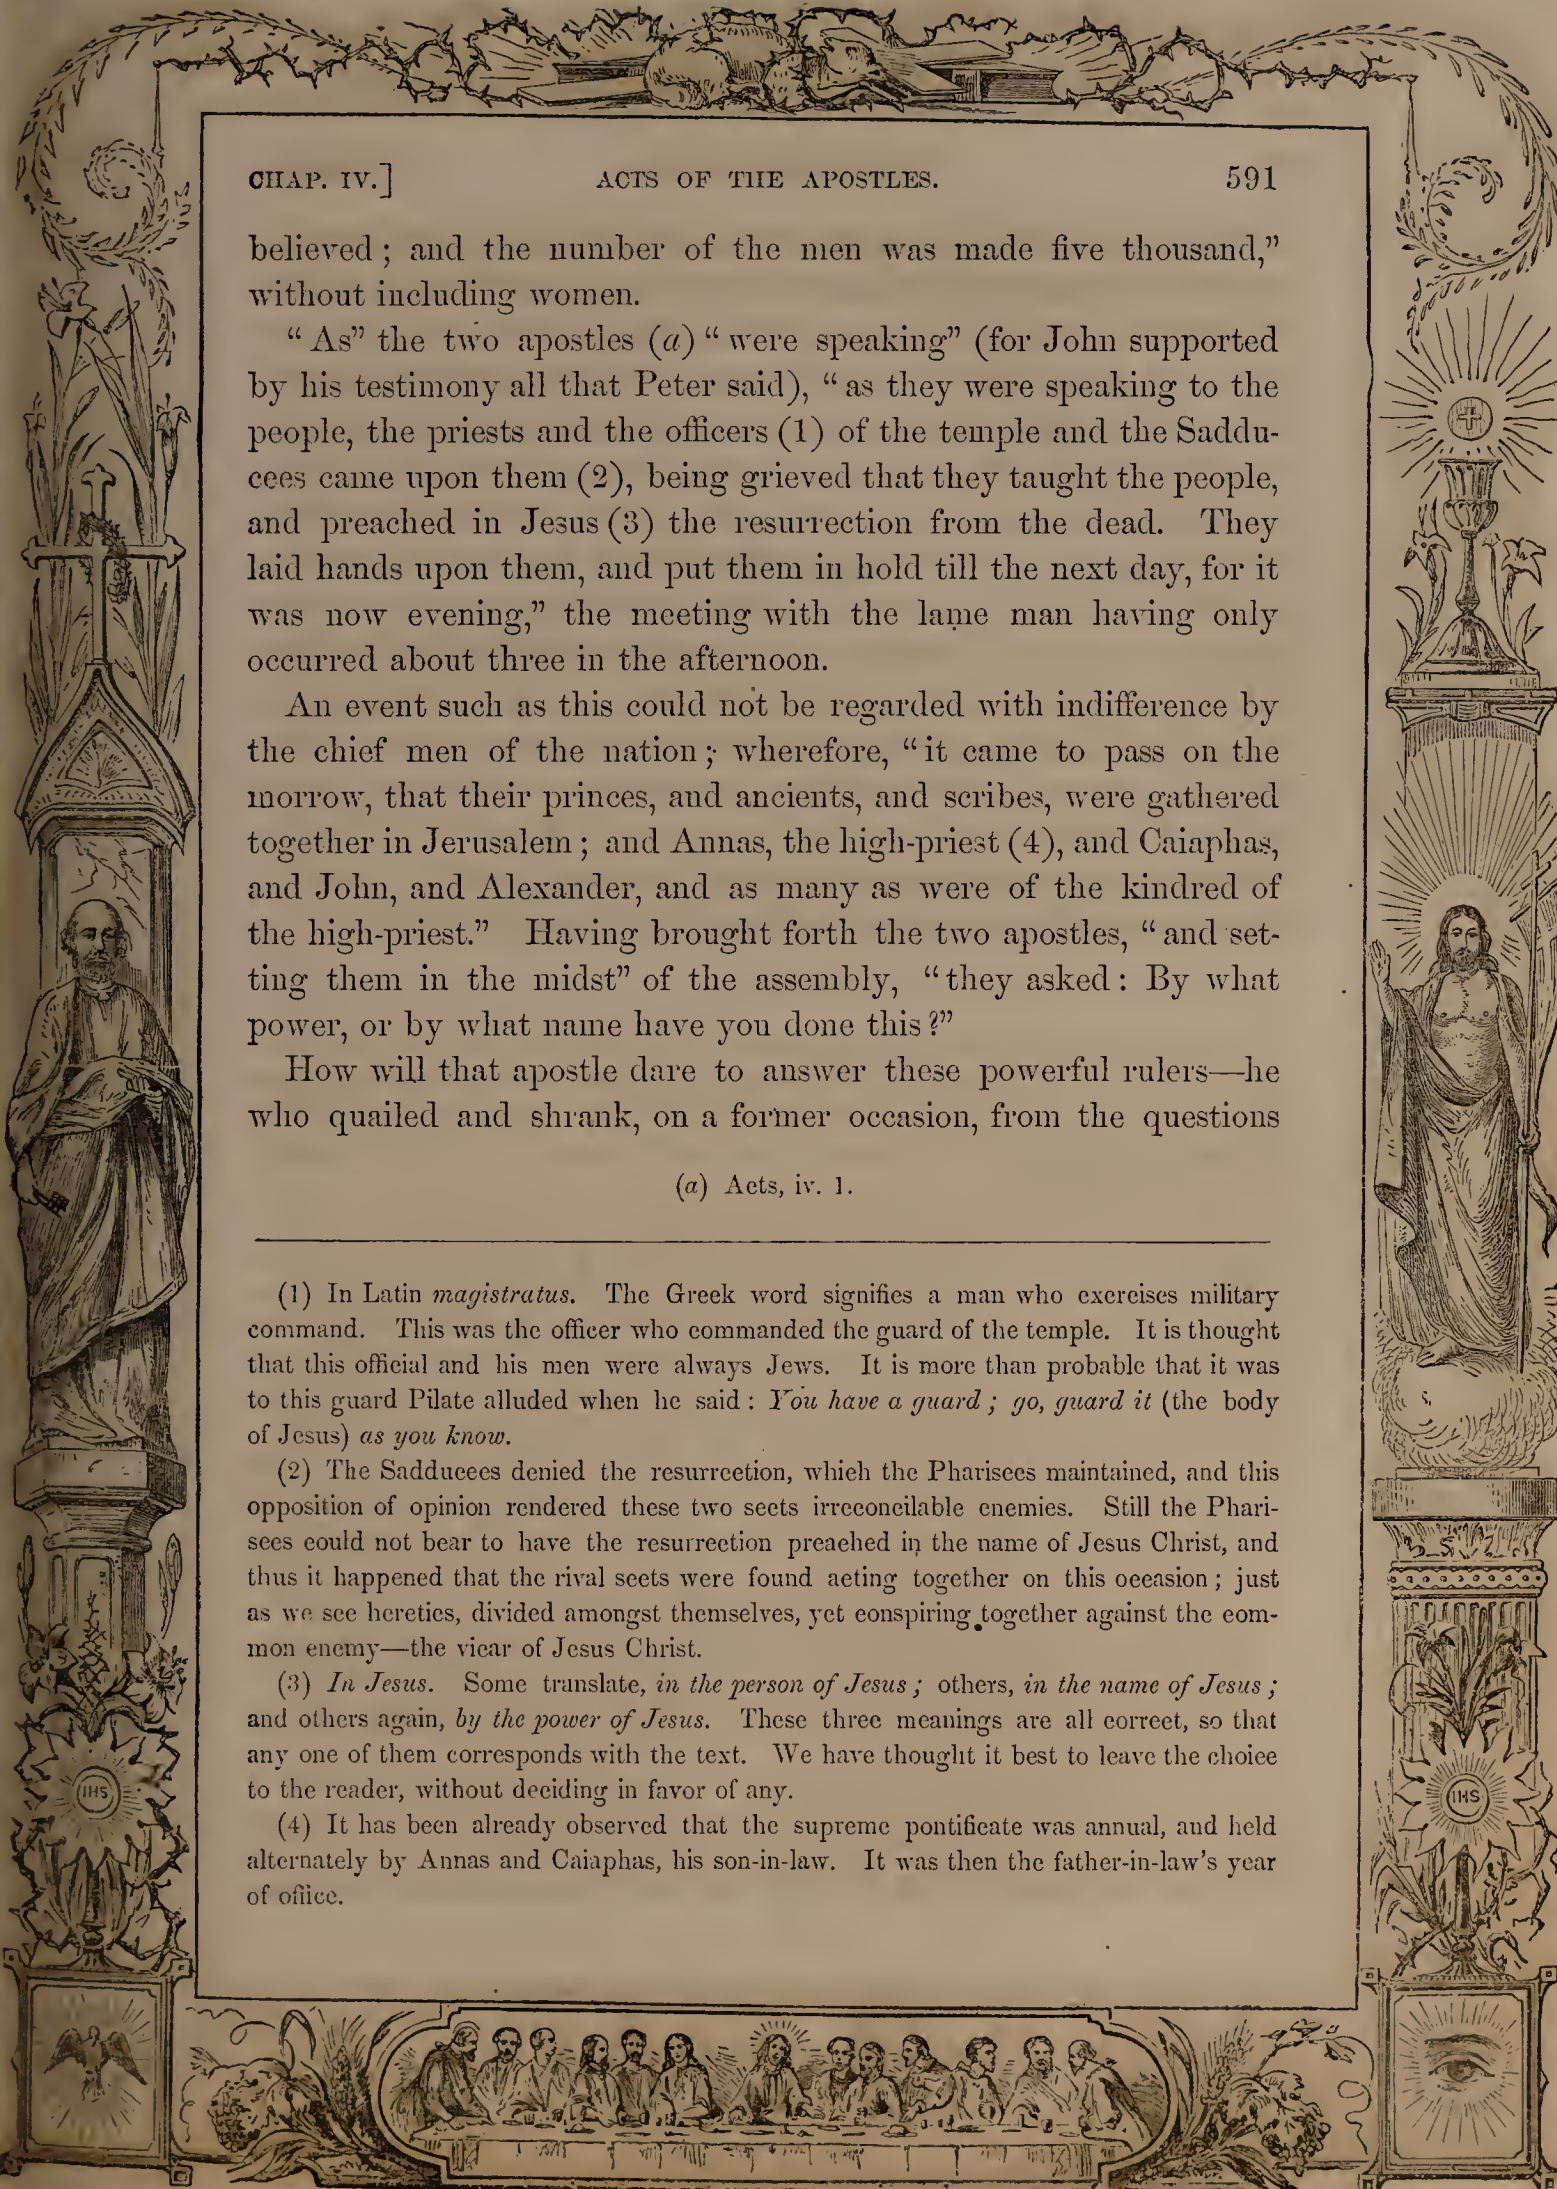 CHAP. IV.] ACTS OF THE APOSTLES. 591
believed ; and the number of the men was made five thousand,”
without including women.
“ As” the two apostles (a) “ were speaking” (for John supported
by his testimony all that Peter said), “ as they were speaking to the
people, the priests and the officers (1) of the temple and the Saddu-
cees came upon them (2), being grieved that they taught the people,
and preached in Jesus (3) the resurrection from the dead. They
laid hands upon them, and put them in hold till the next day, for it
was now evening,” the meeting with the lame man having only
occurred about three in the afternoon.
An event such as this could not be regarded with indifference by
the chief men of the nation ; wherefore, “ it came to pass on the
morrow, that their princes, and ancients, and scribes, were gathered
together in Jerusalem ; and Annas, the high-priest (4), and Caiaphas,
and John, and Alexander, and as many as were of the kindred of
the high-priest.” Having brought forth the two apostles, “ and set-
ting them in the midst” of the assembly, “ they asked : By what
power, or by what name have you done this ?”
How will that apostle dare to answer these powerful rulers—he
who quailed and shrank, on a former occasion, from the questions
(a) Acts, iv. 1.
(1) In Latin magistratus. The Greek word signifies a man who exercises military
command. This was the officer who commanded the guard of the temple. It is thought
that this official and his men were always Jews. It is more than probable that it was
to this guard Pilate alluded when he said : You have a guard ; go, guard it (the body
of Jesus) as you know.
(2) The Sadducees denied the resurrection, which the Pharisees maintained, and this
opposition of opinion rendered these two sects irreconcilable enemies. Still the Phari-
sees could not bear to have the resurrection preached in the name of Jesus Christ, and
thus it happened that the rival sects were found acting together on this occasion ; just
as we see heretics, divided amongst themselves, yet conspiring together against the com-
mon enemy—the vicar of Jesus Christ.
(3) In Jesus. Some translate, in the person of Jesus ; others, in the name of Jesus ;
and others again, by the power of Jesus. These three meanings are all correct, so that
any one of them corresponds with the text. We have thought it best to leave the choice
to the reader, without deciding in favor of any.
(4) It has been already observed that the supreme pontificate was annual, and held
alternately by Annas and Caiaphas, his son-in-law. It was then the father-in-law’s year
of office.
IHS
IHS